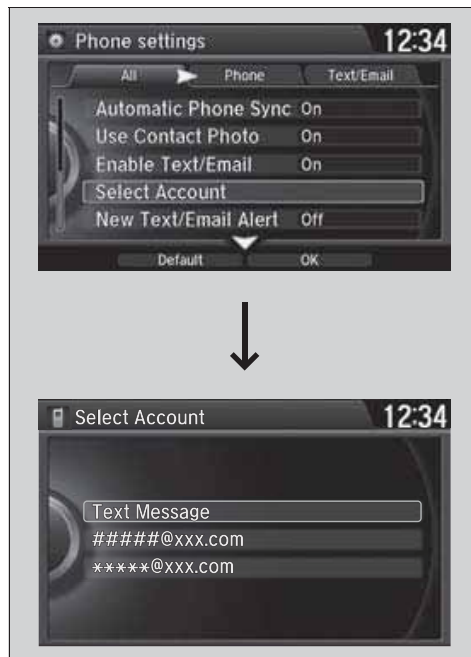 Phone settings 12:34
All Phone Text/Email
Automatic Phone Sync On
Use Contact Photo On
Enable Text/Email On
Select Account
New Text/Email Alert Off
Default OK
Select Account 12:34
Text Message
#####@xxx.com
*****@xxx.com